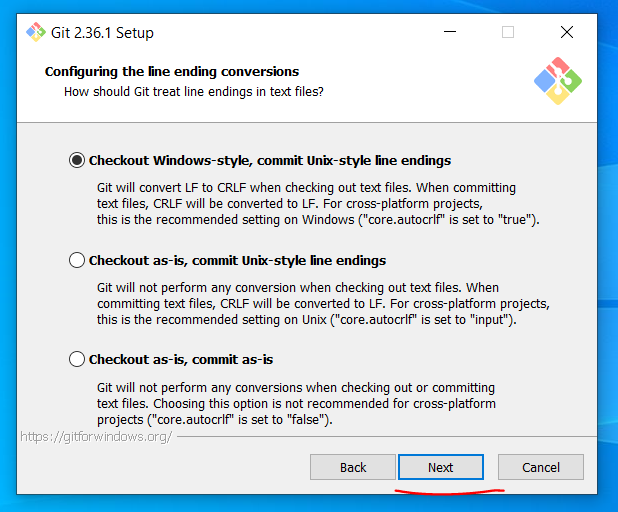 Git 2.36.1 Setup
Configuring the line ending conversions
How should Git treat line endings in text files?
Checkout Windows-style, commit Unix-style line endings
Git will convert LF to CRLF when checking out text files. When committing
text files, CRLF will be converted to LF. For cross-platform projects,
this is the recommended setting on Windows ("core.autocrlf" is set to "true").
Checkout as-is, commit Unix-style line endings
Git will not perform any conversion when checking out text files. When
committing text files, CRLF will be converted to LF. For cross-platform projects,
this is the recommended setting on Unix ("core.autocrlf" is set to "input").
Checkout as-is, commit as-is
Git will not perform any conversions when checking out or committing
text files. Choosing this option is not recommended for cross-platform
projects ("core.autocrlf" is set to "false").
https://gitforwindows.org/
Back Next Cancel